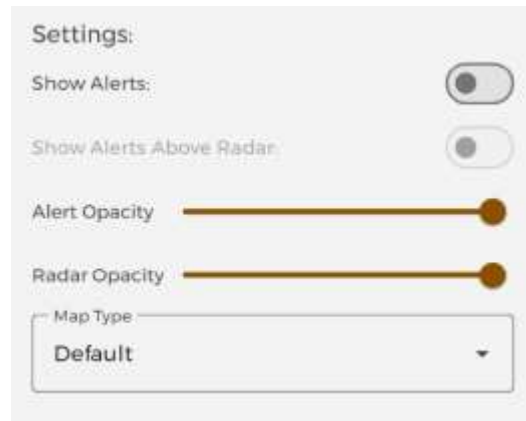 Settings:
Show Alerts:
Show Alerts Above Radar:
Alert Opacity
Radar Opacity
Map Type
Default